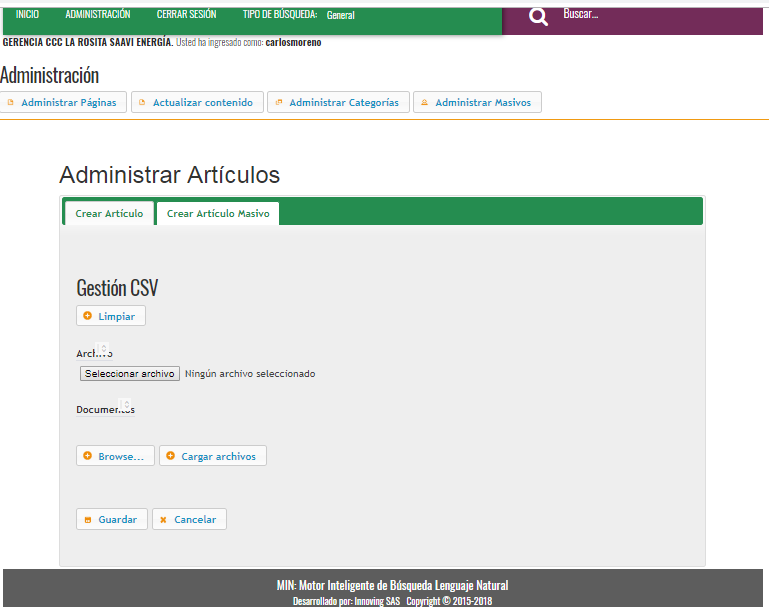 INICIO ADMINISTRACIÓN CERRAR SESIÓN TIPO DE BÚSQUEDA: General Buscar...
GERENCIA CCC LA ROSITA SAAVI ENERGÍA. Usted ha ingresado como: carlosmoreno
Administración
Administrar Páginas Actualizar contenido Administrar Categorías Administrar Masivos
Administrar Artículos
Crear Artículo Crear Artículo Masivo
Gestión CSV
Limpiar
Archivo
Seleccionar archivo Ningún archivo seleccionado
Documentos
Browse... Cargar archivos
Guardar Cancelar
MIN: Motor Inteligente de Búsqueda Lenguaje Natural
Desarrollado por: Innoving SAS Copyright © 2015-2018